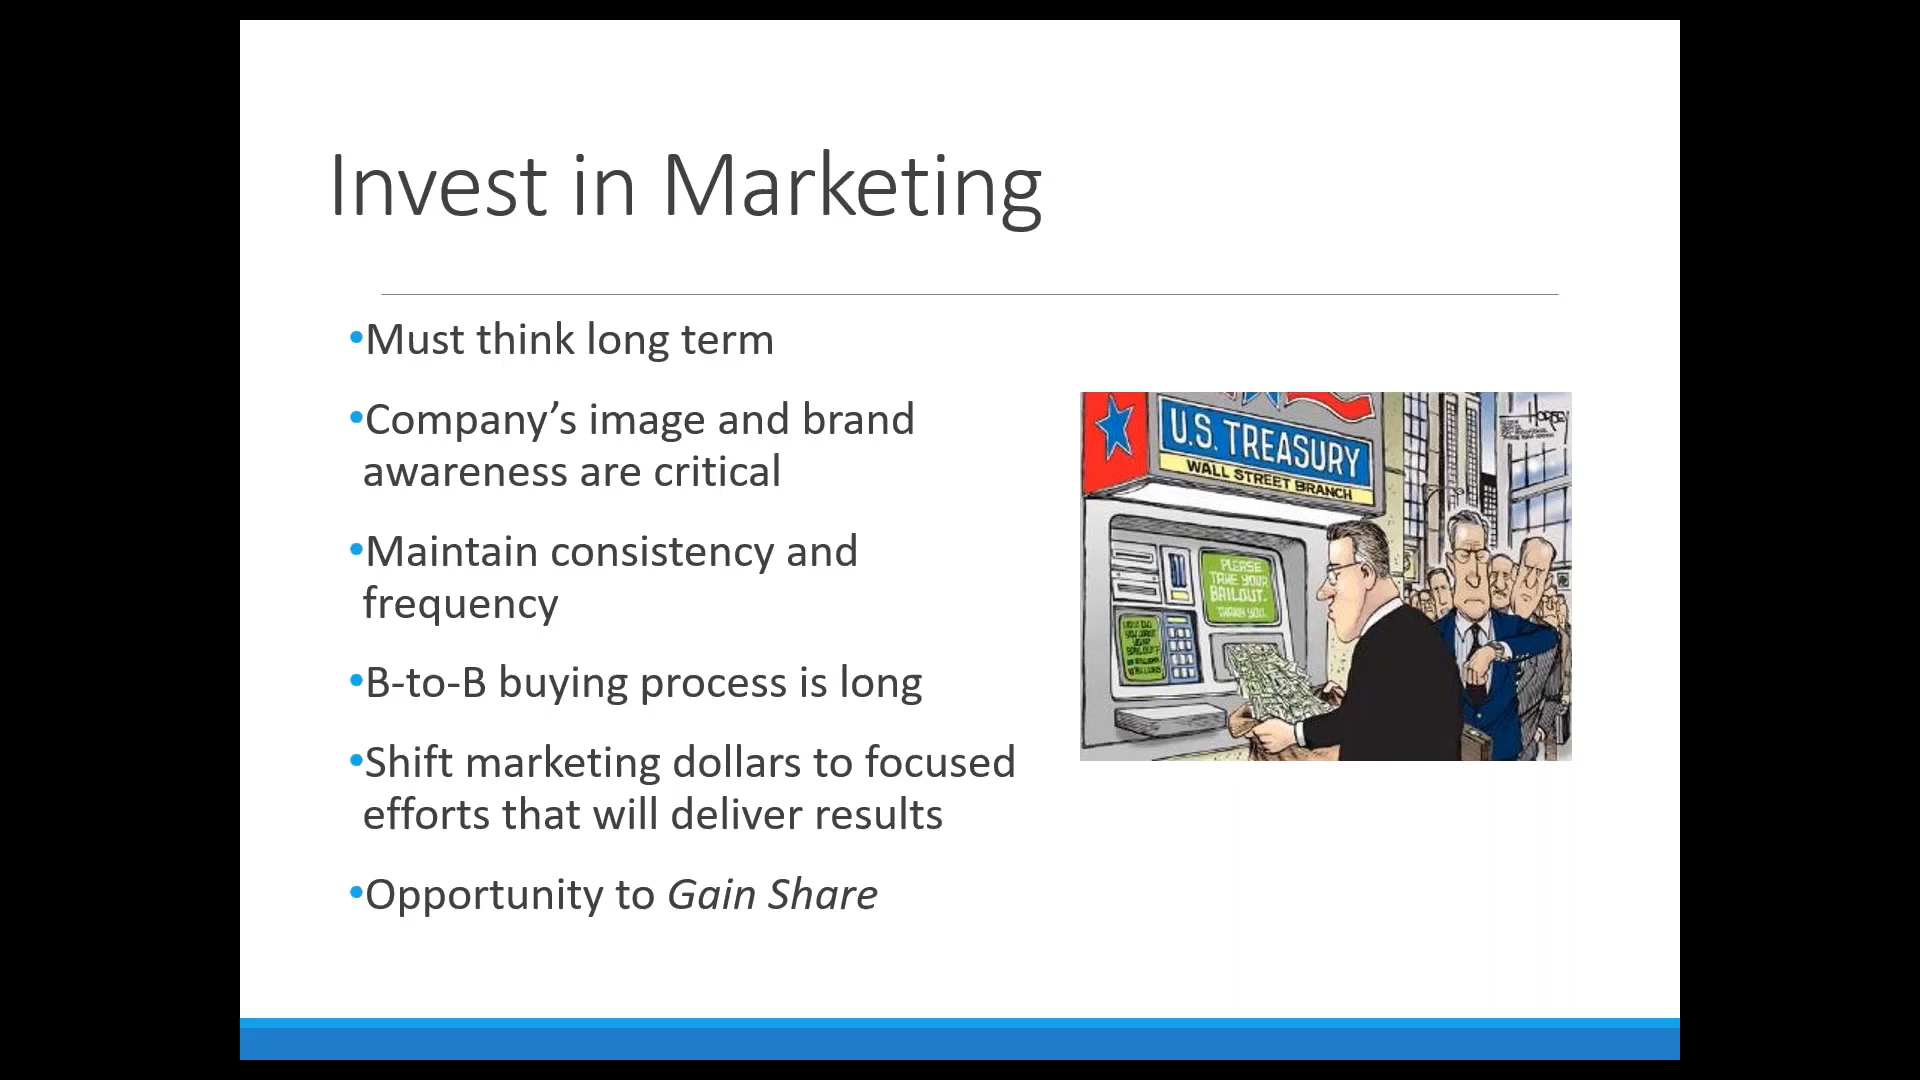 Invest in Marketing
•Must think long term
•Company’s image and brand
awareness are critical
•Maintain consistency and
frequency
•B-to-B buying process is long
•Shift marketing dollars to focused
efforts that will deliver results
•Opportunity to Gain Share
U.S. TREASURY
WALL STREET BRANCH
HORSEY
PLEASE
TAKE YOUR
BAILOUT.
THANK YOU.